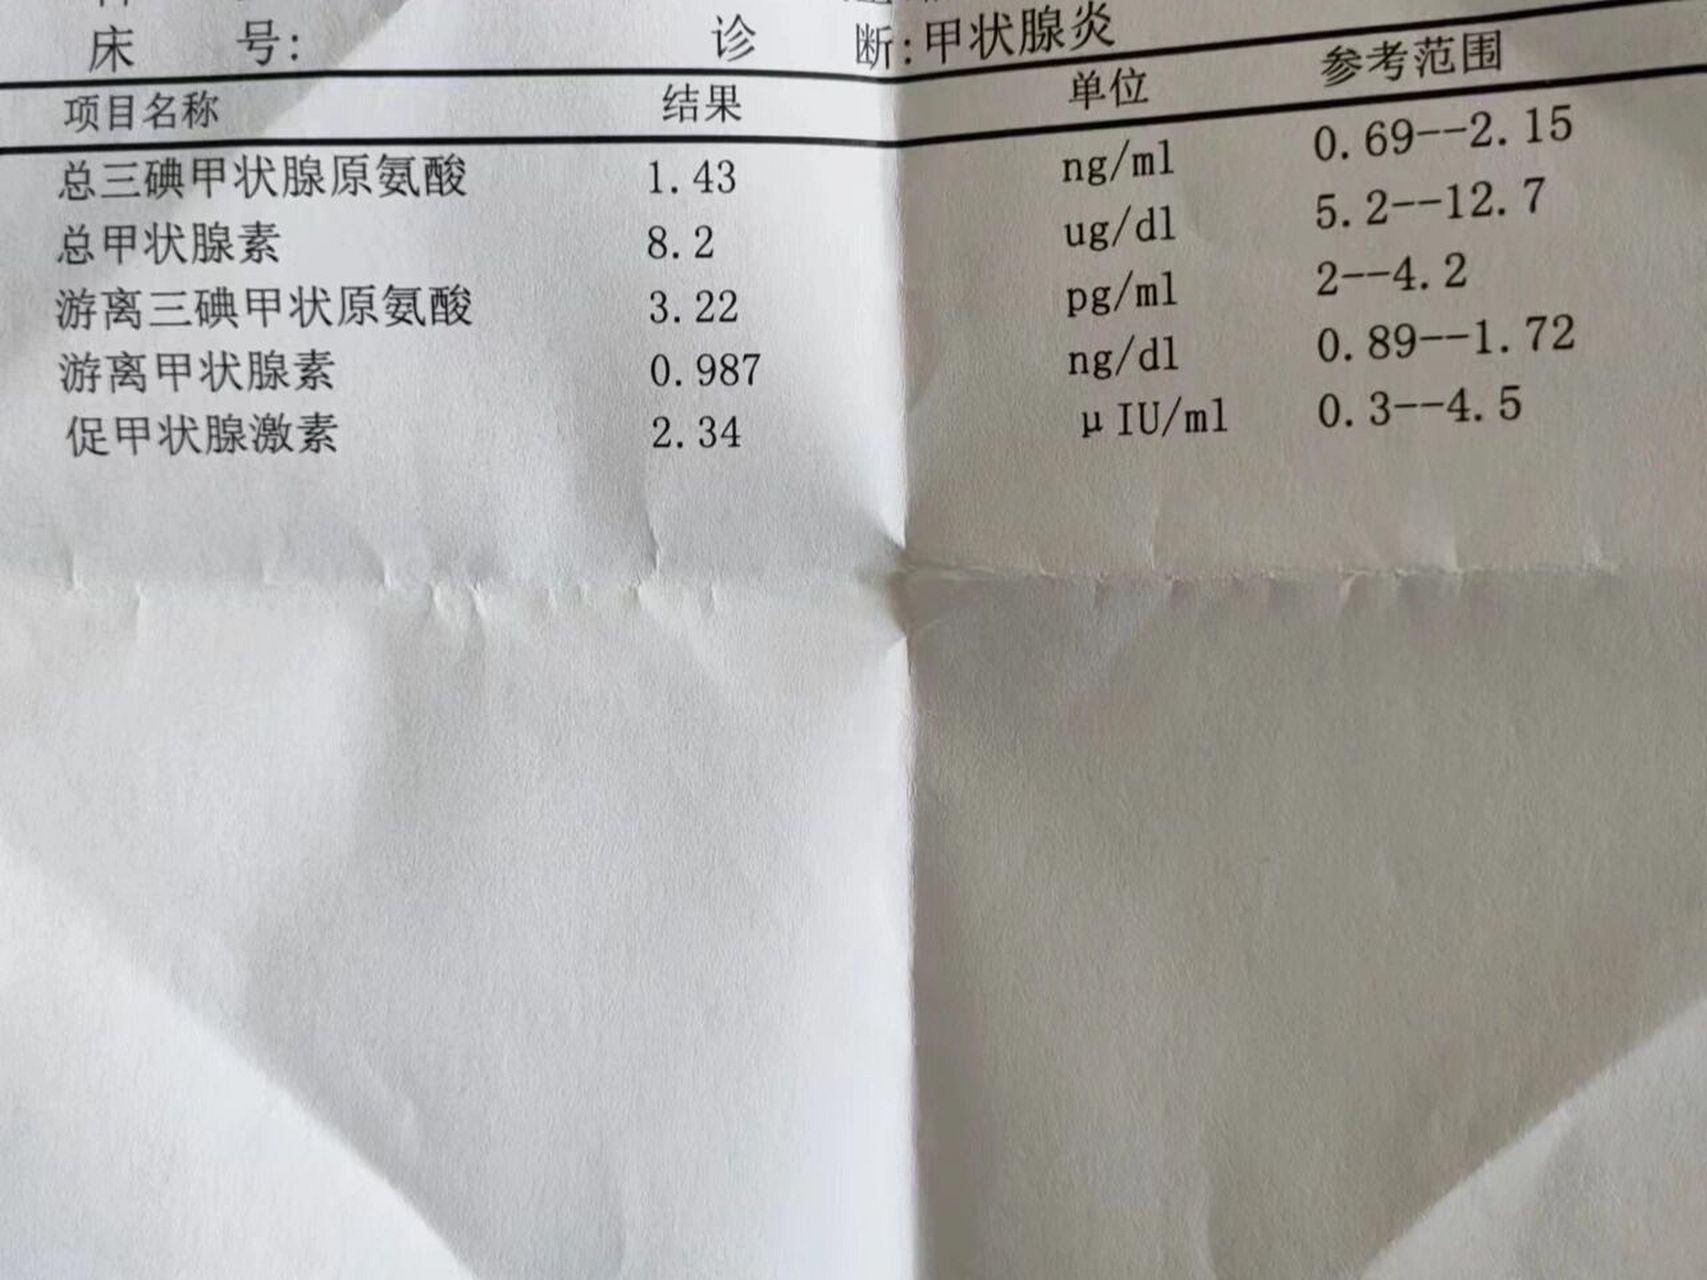 床 号: 诊 断:甲状腺炎
项目名称 结果 单位 参考范围
总三碘甲状腺原氨酸 1.43 ng/ml 0.69--2.15
总甲状腺素 8.2 ug/dl 5.2--12.7
游离三碘甲状原氨酸 3.22 pg/ml 2--4.2
游离甲状腺素 0.987 ng/dl 0.89--1.72
促甲状腺激素 2.34 μIU/ml 0.3--4.5